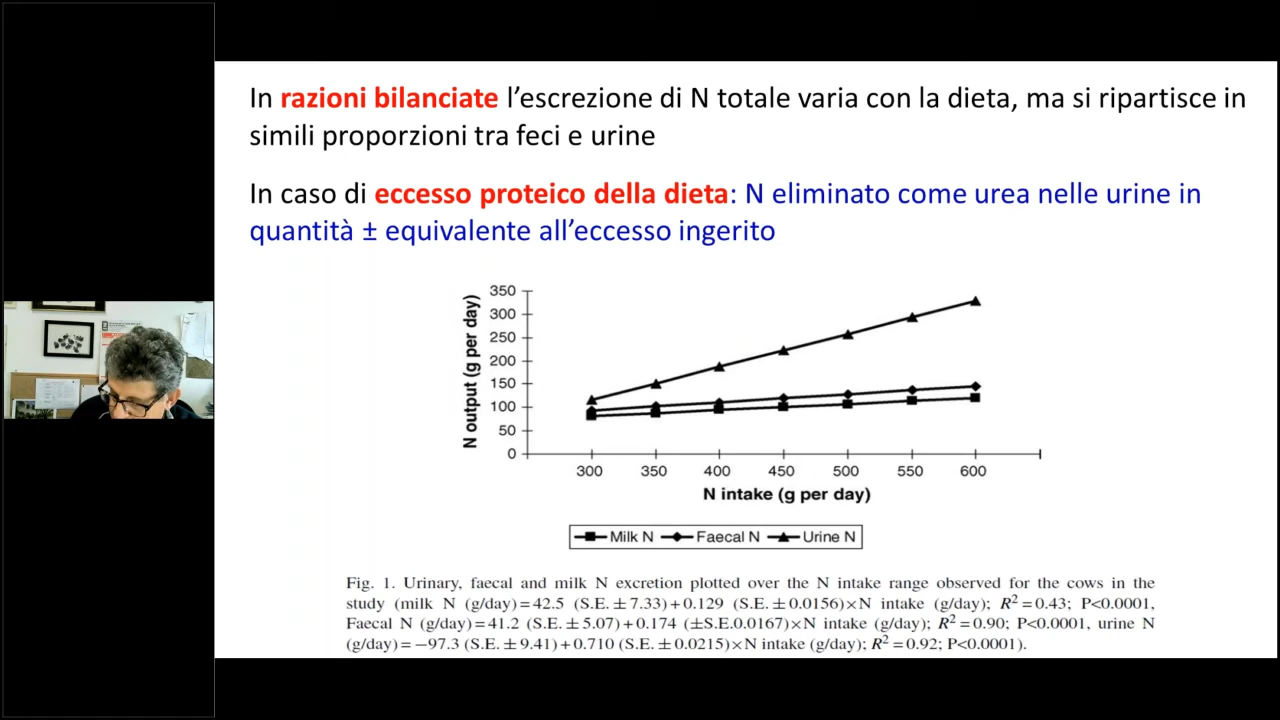 In razioni bilanciate l’escrezione di N totale varia con la dieta, ma si ripartisce in
simili proporzioni tra feci e urine
In caso di eccesso proteico della dieta: N eliminato come urea nelle urine in
quantità ± equivalente all’eccesso ingerito
N output (g per day)
350
300
250
200
150
100
50
0
300 350 400 450 500 550 600
N intake (g per day)
Milk N Faecal N Urine N
Fig. 1. Urinary, faecal and milk N excretion plotted over the N intake range observed for the cows in the
study (milk N (g/day)=42.5 (S.E. ±7.33)+0.129 (S.E. ±0.0156)×N intake (g/day); R²=0.43; P<0.0001,
Faecal N (g/day)=41.2 (S.E. ±5.07)+0.174 (±S.E.0.0167)×N intake (g/day); R²=0.90; P<0.0001, urine N
(g/day)=−97.3 (S.E. ±9.41)+0.710 (S.E. ±0.0215)×N intake (g/day); R²=0.92; P<0.0001).